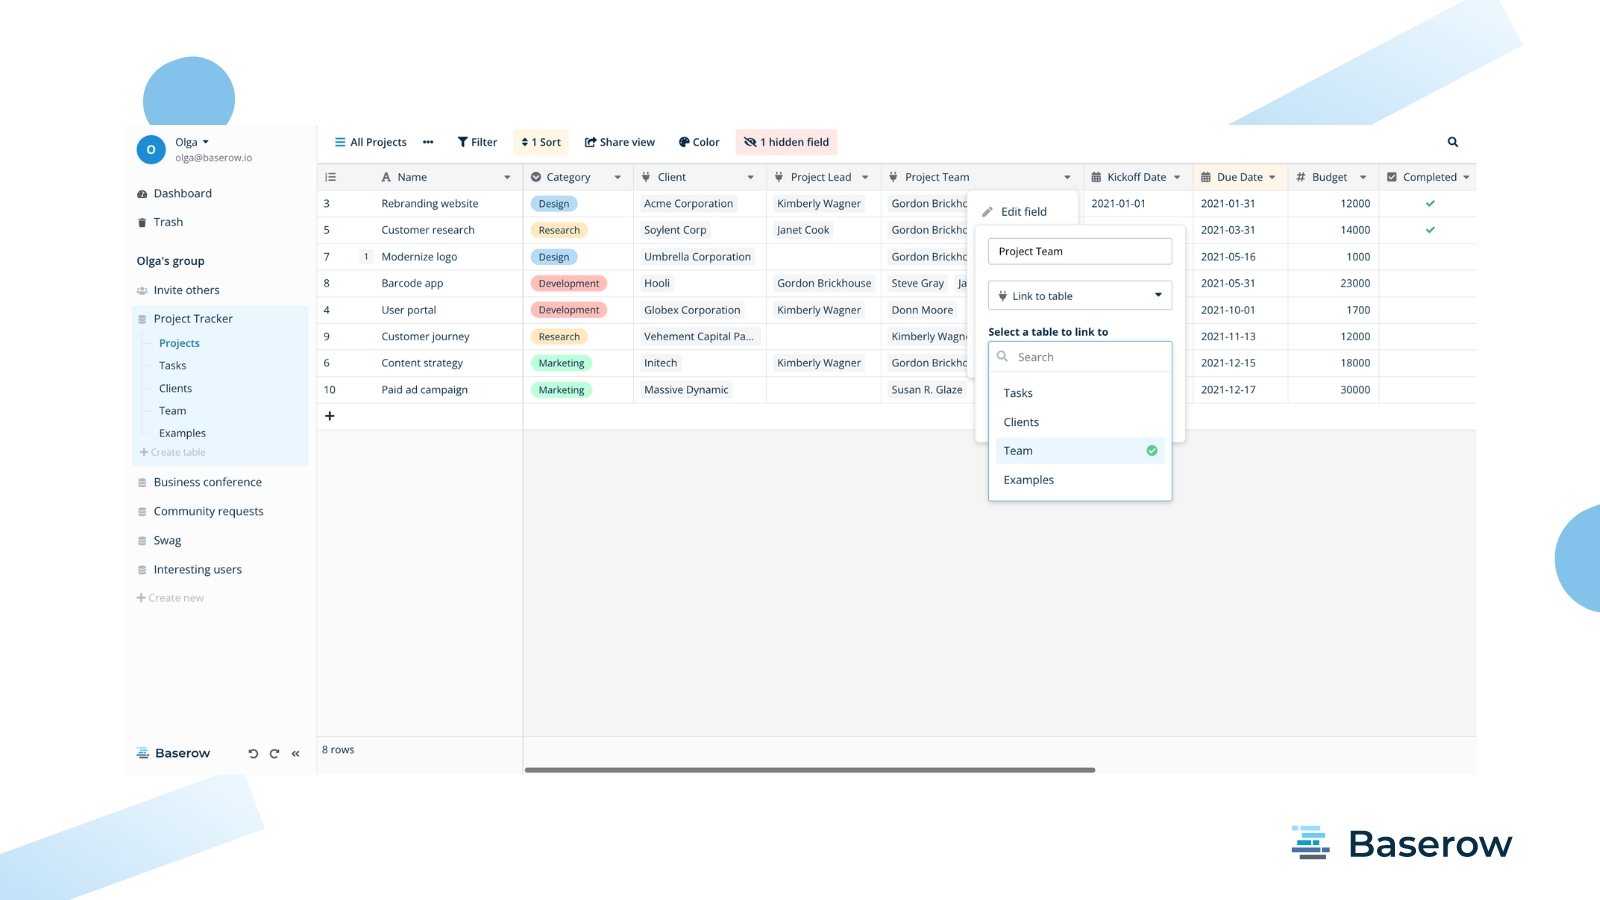 O
Olga
olga@baserow.io
Dashboard
Trash
Olga's group
Invite others
Project Tracker
Projects
Tasks
Clients
Team
Examples
+ Create table
Business conference
Community requests
Swag
Interesting users
+ Create new
Baserow
All Projects
Filter
1 Sort
Share view
Color
1 hidden field
Name Category Client Project Lead Project Team Kickoff Date Due Date Budget Completed
3 Rebranding website Design Acme Corporation Kimberly Wagner Gordon Brickho 2021-01-01 2021-01-31 12000
5 Customer research Research Soylent Corp Janet Cook Gordon Brickho 2021-03-31 14000
7 1 Modernize logo Design Umbrella Corporation Gordon Brickho 2021-05-16 1000
8 Barcode app Development Hooli Gordon Brickhouse Steve Gray Ja 2021-05-31 23000
4 User portal Development Globex Corporation Kimberly Wagner Donn Moore 2021-10-01 1700
9 Customer journey Research Vehement Capital Pa... Kimberly Wagn 2021-11-13 12000
6 Content strategy Marketing Initech Kimberly Wagner Gordon Brickho 2021-12-15 18000
10 Paid ad campaign Marketing Massive Dynamic Susan R. Glaze 2021-12-17 30000
+
Edit field
Project Team
Link to table
Select a table to link to
Search
Tasks
Clients
Team
Examples
8 rows
Baserow